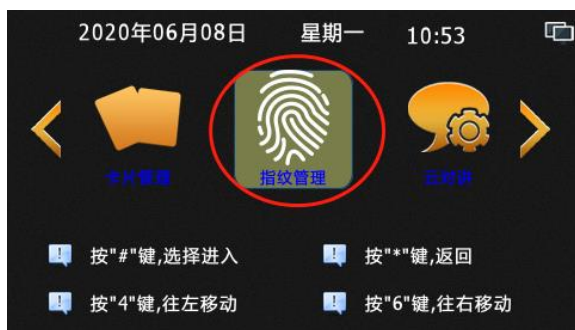 2020年06月08日 星期一 10:53
卡片管理 指纹管理 云对讲
按"#"键,选择进入 按"*"键,返回
按"4"键,往左移动 按"6"键,往右移动